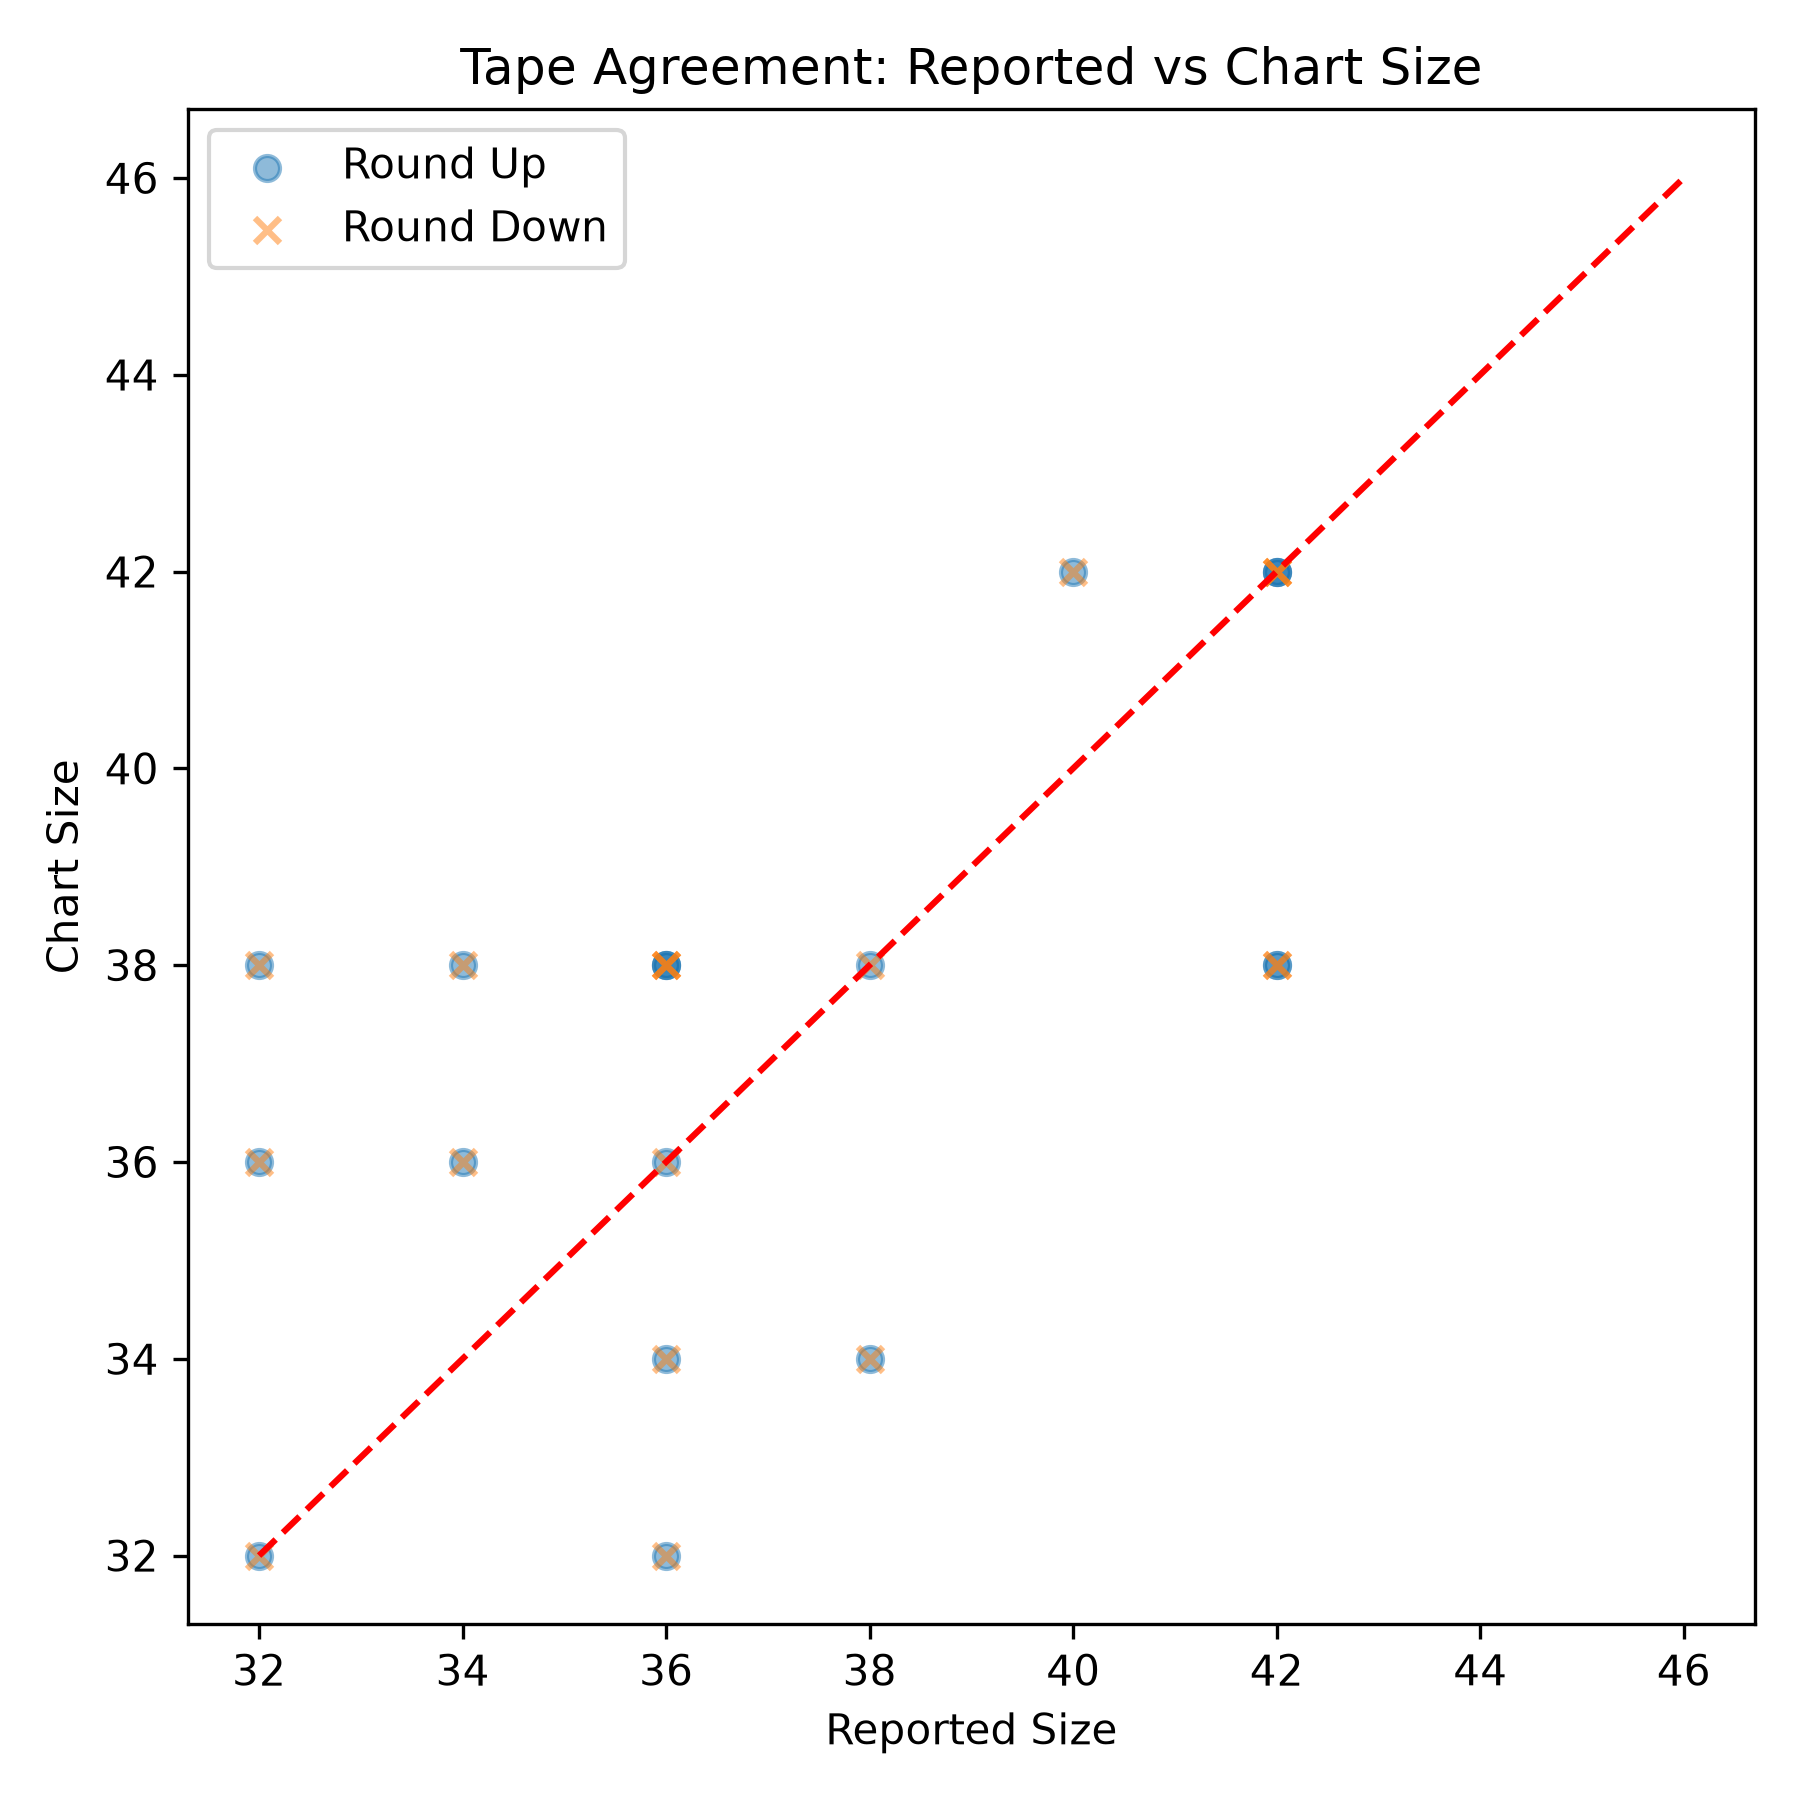 Tape Agreement: Reported vs Chart Size
Round Up
Round Down
46
44
42
40
38
36
34
32
Chart Size
32 34 36 38 40 42 44 46
Reported Size